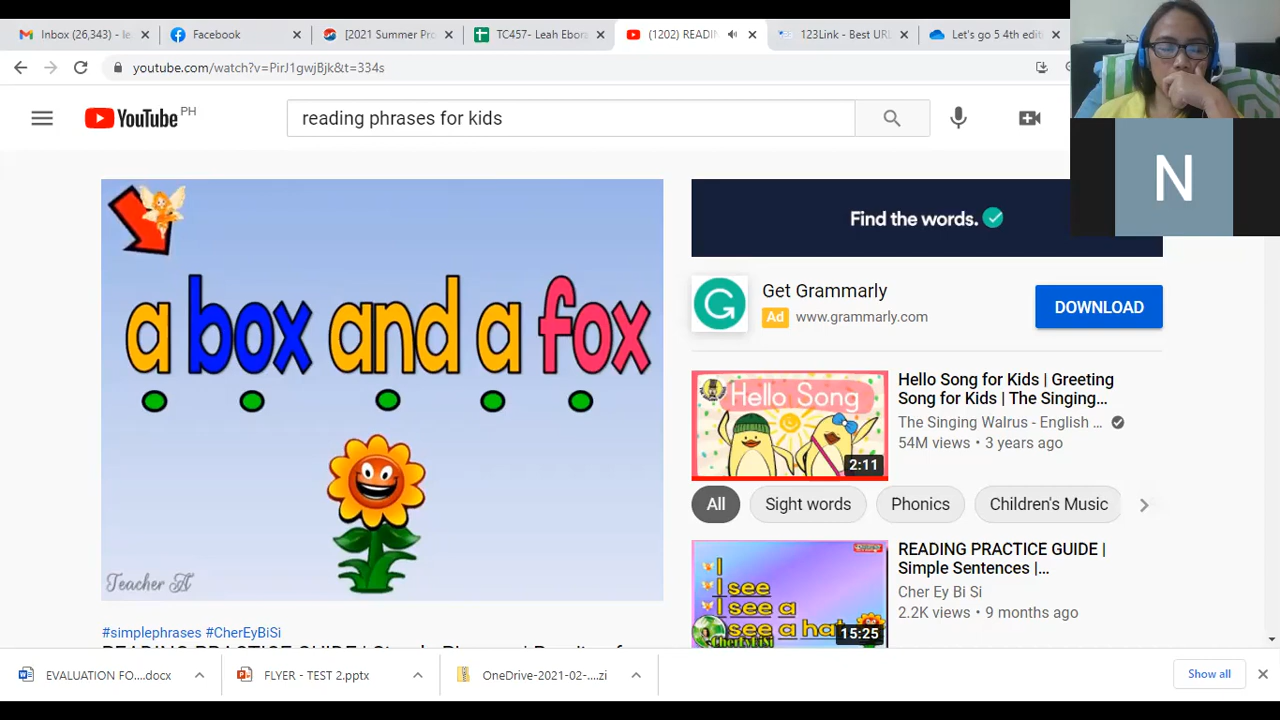 Inbox (26,343) - le
Facebook
[2021 Summer Pro
TC457- Leah Ebora
(1202) READIN
123Link - Best URL
Let's go 5 4th edit
youtube.com/watch?v=PirJ1gwjBjk&t=334s
YouTube PH
reading phrases for kids
N
a box and a fox
Teacher A
Find the words.
Get Grammarly
Ad www.grammarly.com
DOWNLOAD
Hello Song
2:11
Hello Song for Kids | Greeting
Song for Kids | The Singing...
The Singing Walrus - English ...
54M views • 3 years ago
All
Sight words
Phonics
Children's Music
I
I see
I see a
see a hat
CherEyBiSi
15:25
READING PRACTICE GUIDE |
Simple Sentences |...
Cher Ey Bi Si
2.2K views • 9 months ago
#simplephrases #CherEyBiSi
EVALUATION FO....docx
FLYER - TEST 2.pptx
OneDrive-2021-02-....zi
Show all